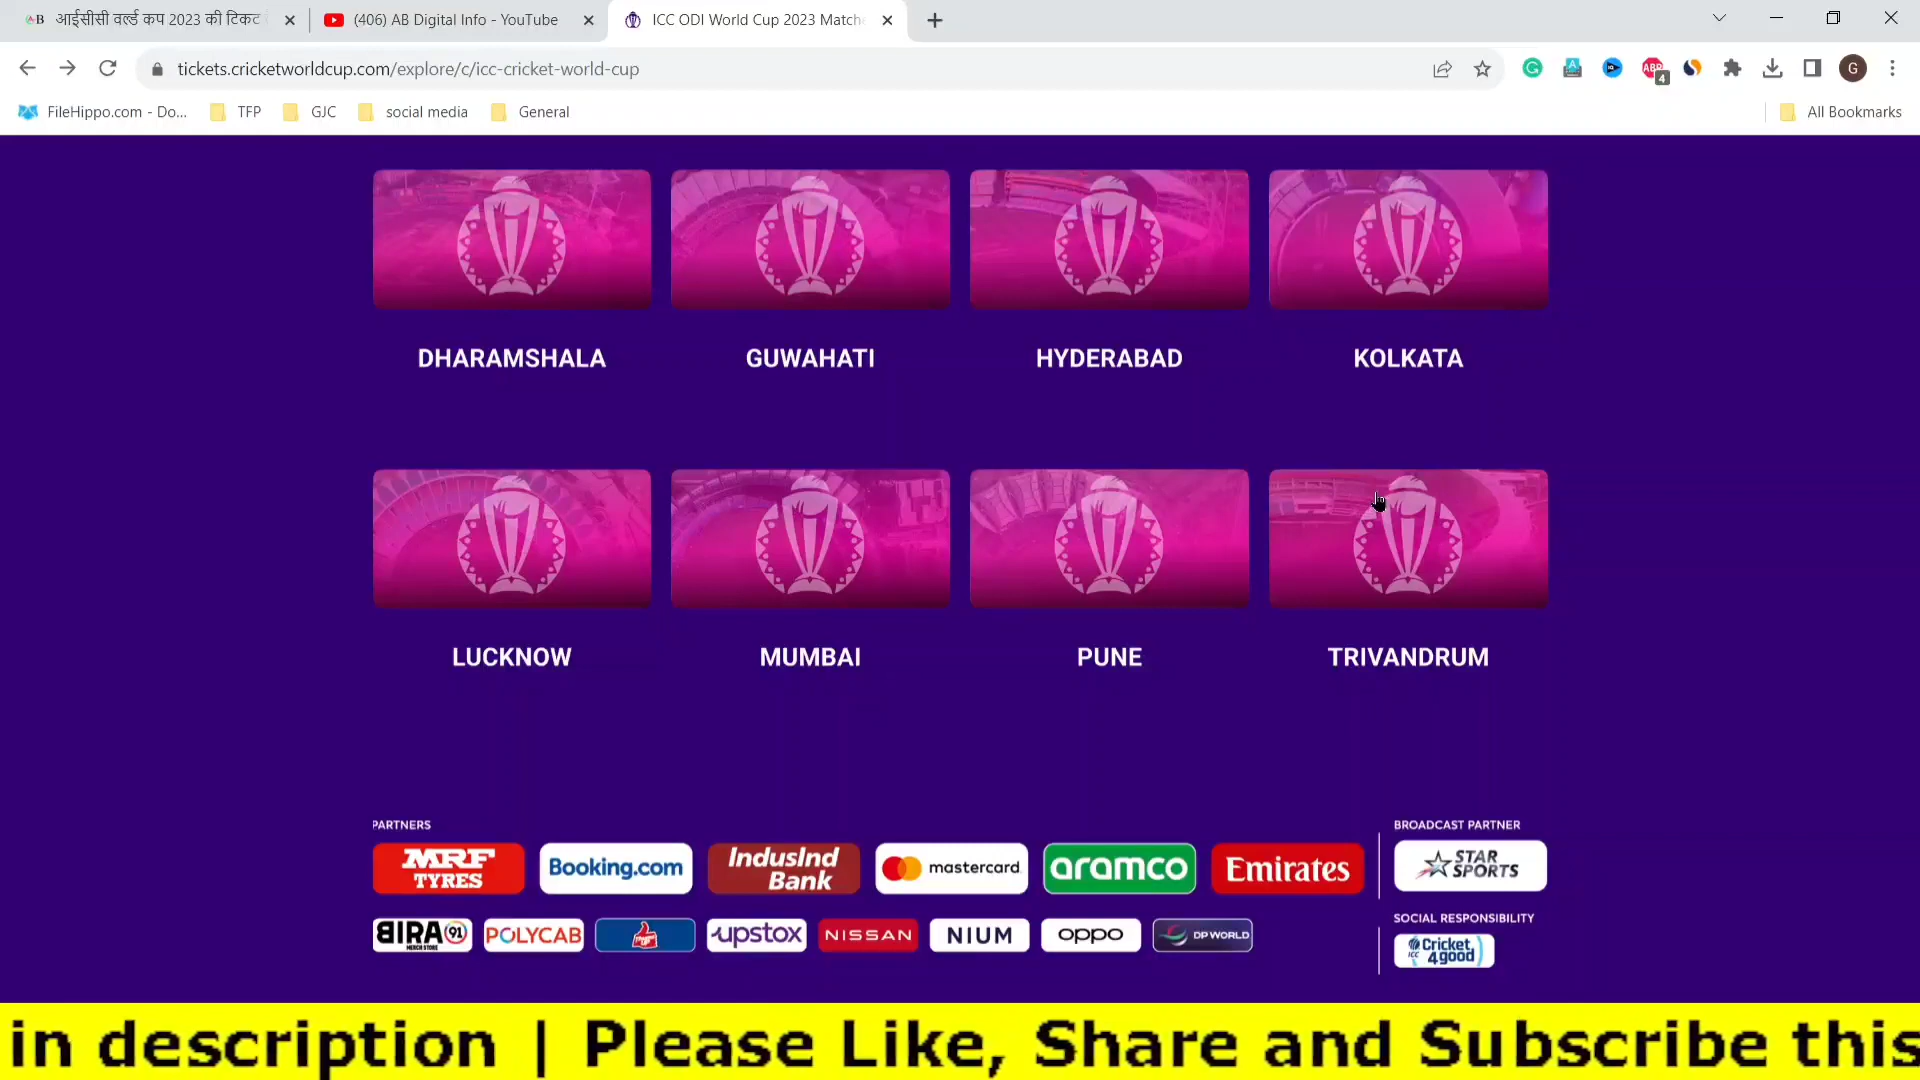 आईसीसी वर्ल्ड कप 2023 की टिकट
(406) AB Digital Info - YouTube
ICC ODI World Cup 2023 Matche
tickets.cricketworldcup.com/explore/c/icc-cricket-world-cup
ABP 4
G
FileHippo.com - Do...
TFP
GJC
social media
General
All Bookmarks
DHARAMSHALA
GUWAHATI
HYDERABAD
KOLKATA
LUCKNOW
MUMBAI
PUNE
TRIVANDRUM
PARTNERS
BROADCAST PARTNER
MRF TYRES
Booking.com
IndusInd Bank
mastercard
aramco
Emirates
STAR SPORTS
SOCIAL RESPONSIBILITY
BIRA 91
POLYCAB
upstox
NISSAN
NIUM
oppo
DP WORLD
ICC Cricket 4good
in description | Please Like, Share and Subscribe this